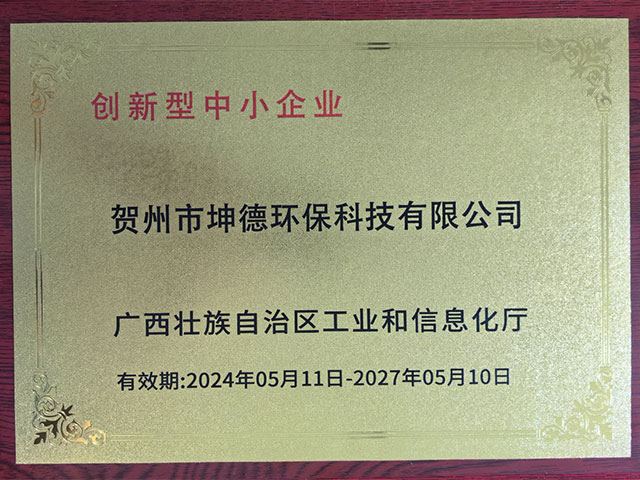 创新型中小企业
贺州市坤德环保科技有限公司
广西壮族自治区工业和信息化厅
有效期:2024年05月11日-2027年05月10日